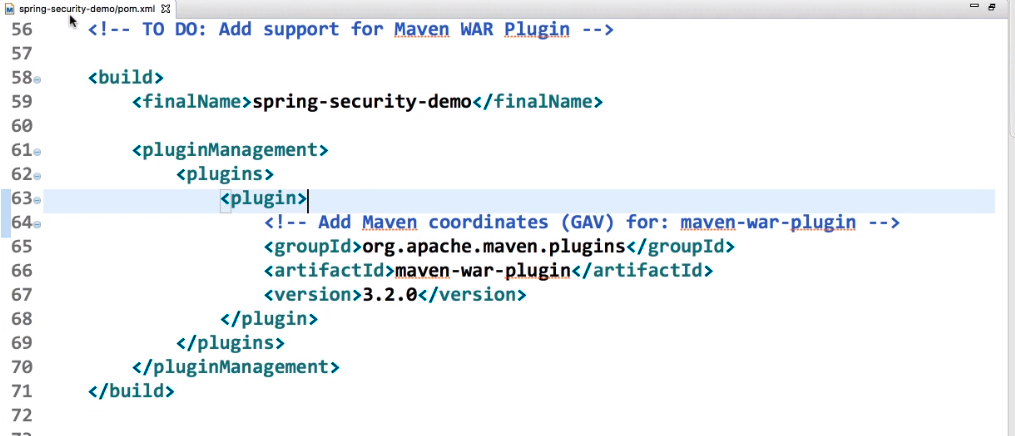 spring-security-demo/pom.xml
56 <!-- TO DO: Add support for Maven WAR Plugin -->
57
58 <build>
59 <finalName>spring-security-demo</finalName>
60
61 <pluginManagement>
62 <plugins>
63 <plugin>
64 <!-- Add Maven coordinates (GAV) for: maven-war-plugin -->
65 <groupId>org.apache.maven.plugins</groupId>
66 <artifactId>maven-war-plugin</artifactId>
67 <version>3.2.0</version>
68 </plugin>
69 </plugins>
70 </pluginManagement>
71 </build>
72